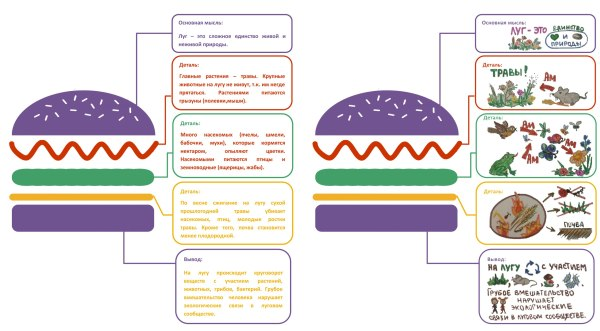 Основная мысль:
Луг – это сложное единство живой и
неживой природы.
Деталь:
Главные растения – травы. Крупные
животные на лугу не живут, т.к. им негде
прятаться. Растениями питаются
грызуны (полевки,мыши).
Деталь:
Много насекомых (пчелы, шмели,
бабочки, мухи), которые кормятся
нектаром, опыляют цветки.
Насекомыми питаются птицы и
земноводные (ящерицы, жабы).
Деталь:
По весне сжигание на лугу сухой
прошлогодней травы убивает
насекомых, птиц, молодые ростки
травы. Кроме того, почва становится
менее плодородной.
Вывод:
На лугу происходит круговорот
веществ с участием растений,
животных, грибов, бактерий. Грубое
вмешательство человека нарушает
экологические связи в луговом
сообществе.
Основная мысль:
ЛУГ - ЭТО
ЕДИНСТВО
И
ПРИРОДЫ
Деталь:
ТРАВЫ!
АМ
Деталь:
АМ
АМ
АМ
Деталь:
ПОЧВА
Вывод:
НА ЛУГУ С УЧАСТИЕМ
ГРУБОЕ ВМЕШАТЕЛЬСТВО
НАРУШАЕТ
ЭКОЛОГИЧЕСКИЕ
СВЯЗИ В ЛУГОВОМ СООБЩЕСТВЕ.